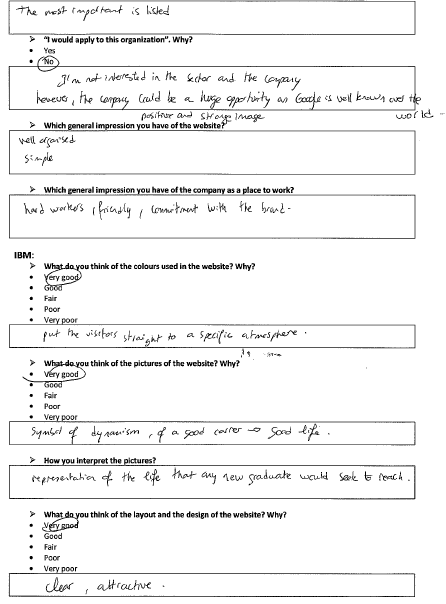 The most important is listed
➢ "I would apply to this organization". Why?
• Yes
• No
I'm not interested in the sector and the company
however, the company could be a huge opportunity as Google is well known over the world -
positive and strong image
➢ Which general impression you have of the website?
well organised
simple
➢ Which general impression you have of the company as a place to work?
hard workers, friendly, commitment with the brand -
IBM:
➢ What do you think of the colours used in the website? Why?
• Very good
• Good
• Fair
• Poor
• Very poor
put the visitors straight to a specific atmosphere.
➢ What do you think of the pictures of the website? Why?
• Very good
• Good
• Fair
• Poor
• Very poor
Symbol of dynamism, of a good career → good life.
➢ How you interpret the pictures?
representation of the life that any new graduate would seek to reach.
➢ What do you think of the layout and the design of the website? Why?
• Very good
• Good
• Fair
• Poor
• Very poor
clear, attractive.